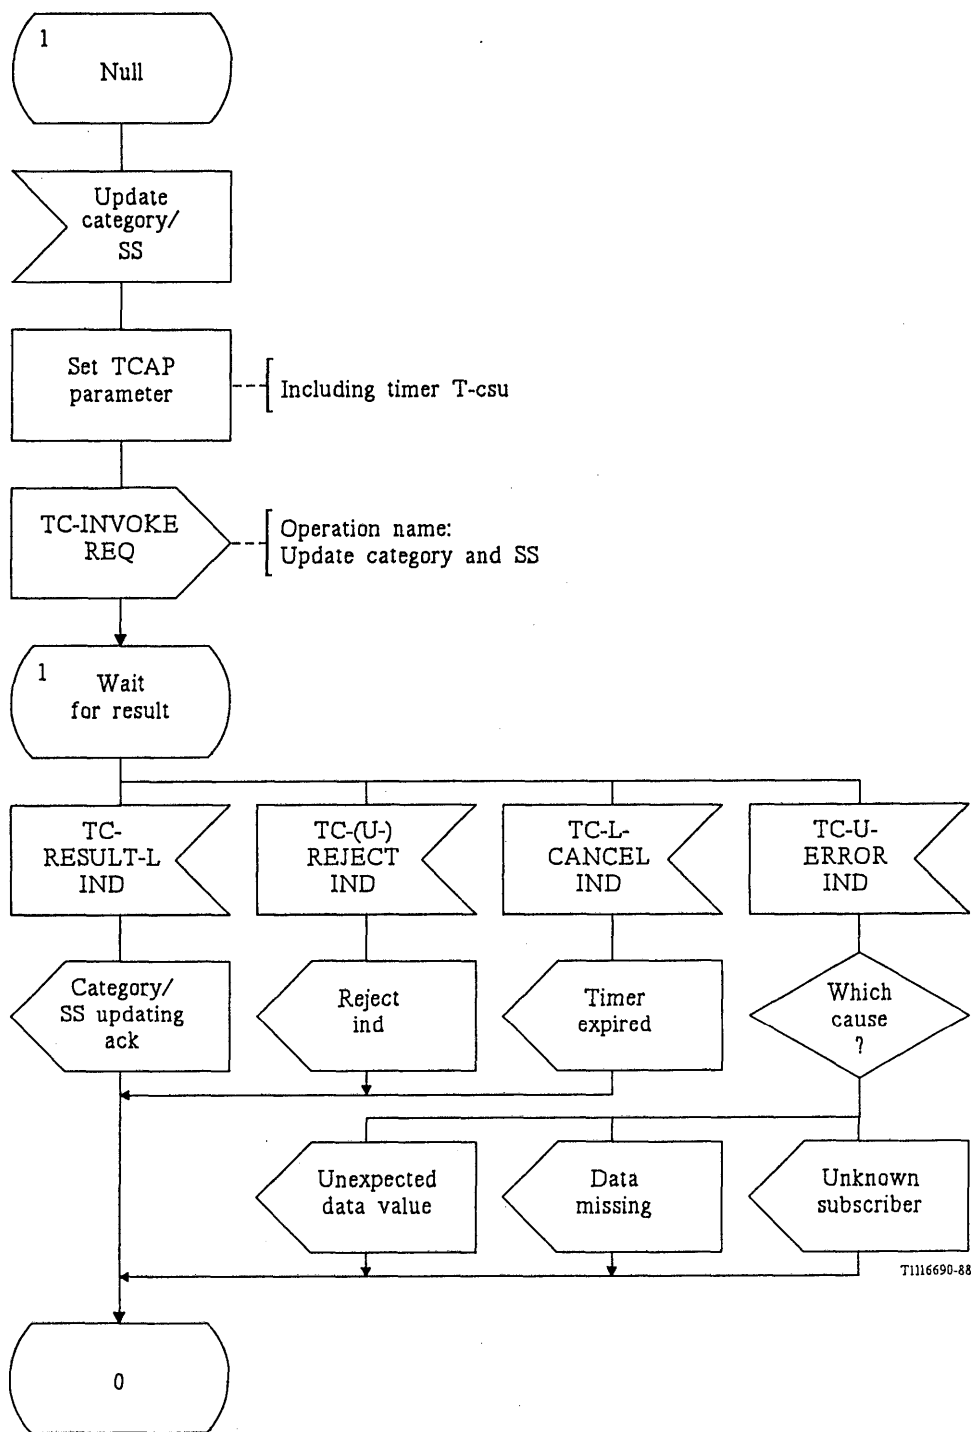 1
Null
Update
category/
SS
Set TCAP
parameter
Including timer T-csu
TC-INVOKE
REQ
Operation name:
Update category and SS
1
Wait
for result
TC-
RESULT-L
IND
TC-(U-)
REJECT
IND
TC-L-
CANCEL
IND
TC-U-
ERROR
IND
Category/
SS updating
ack
Reject
ind
Timer
expired
Which
cause
?
Unexpected
data value
Data
missing
Unknown
subscriber
T1116690-88
0